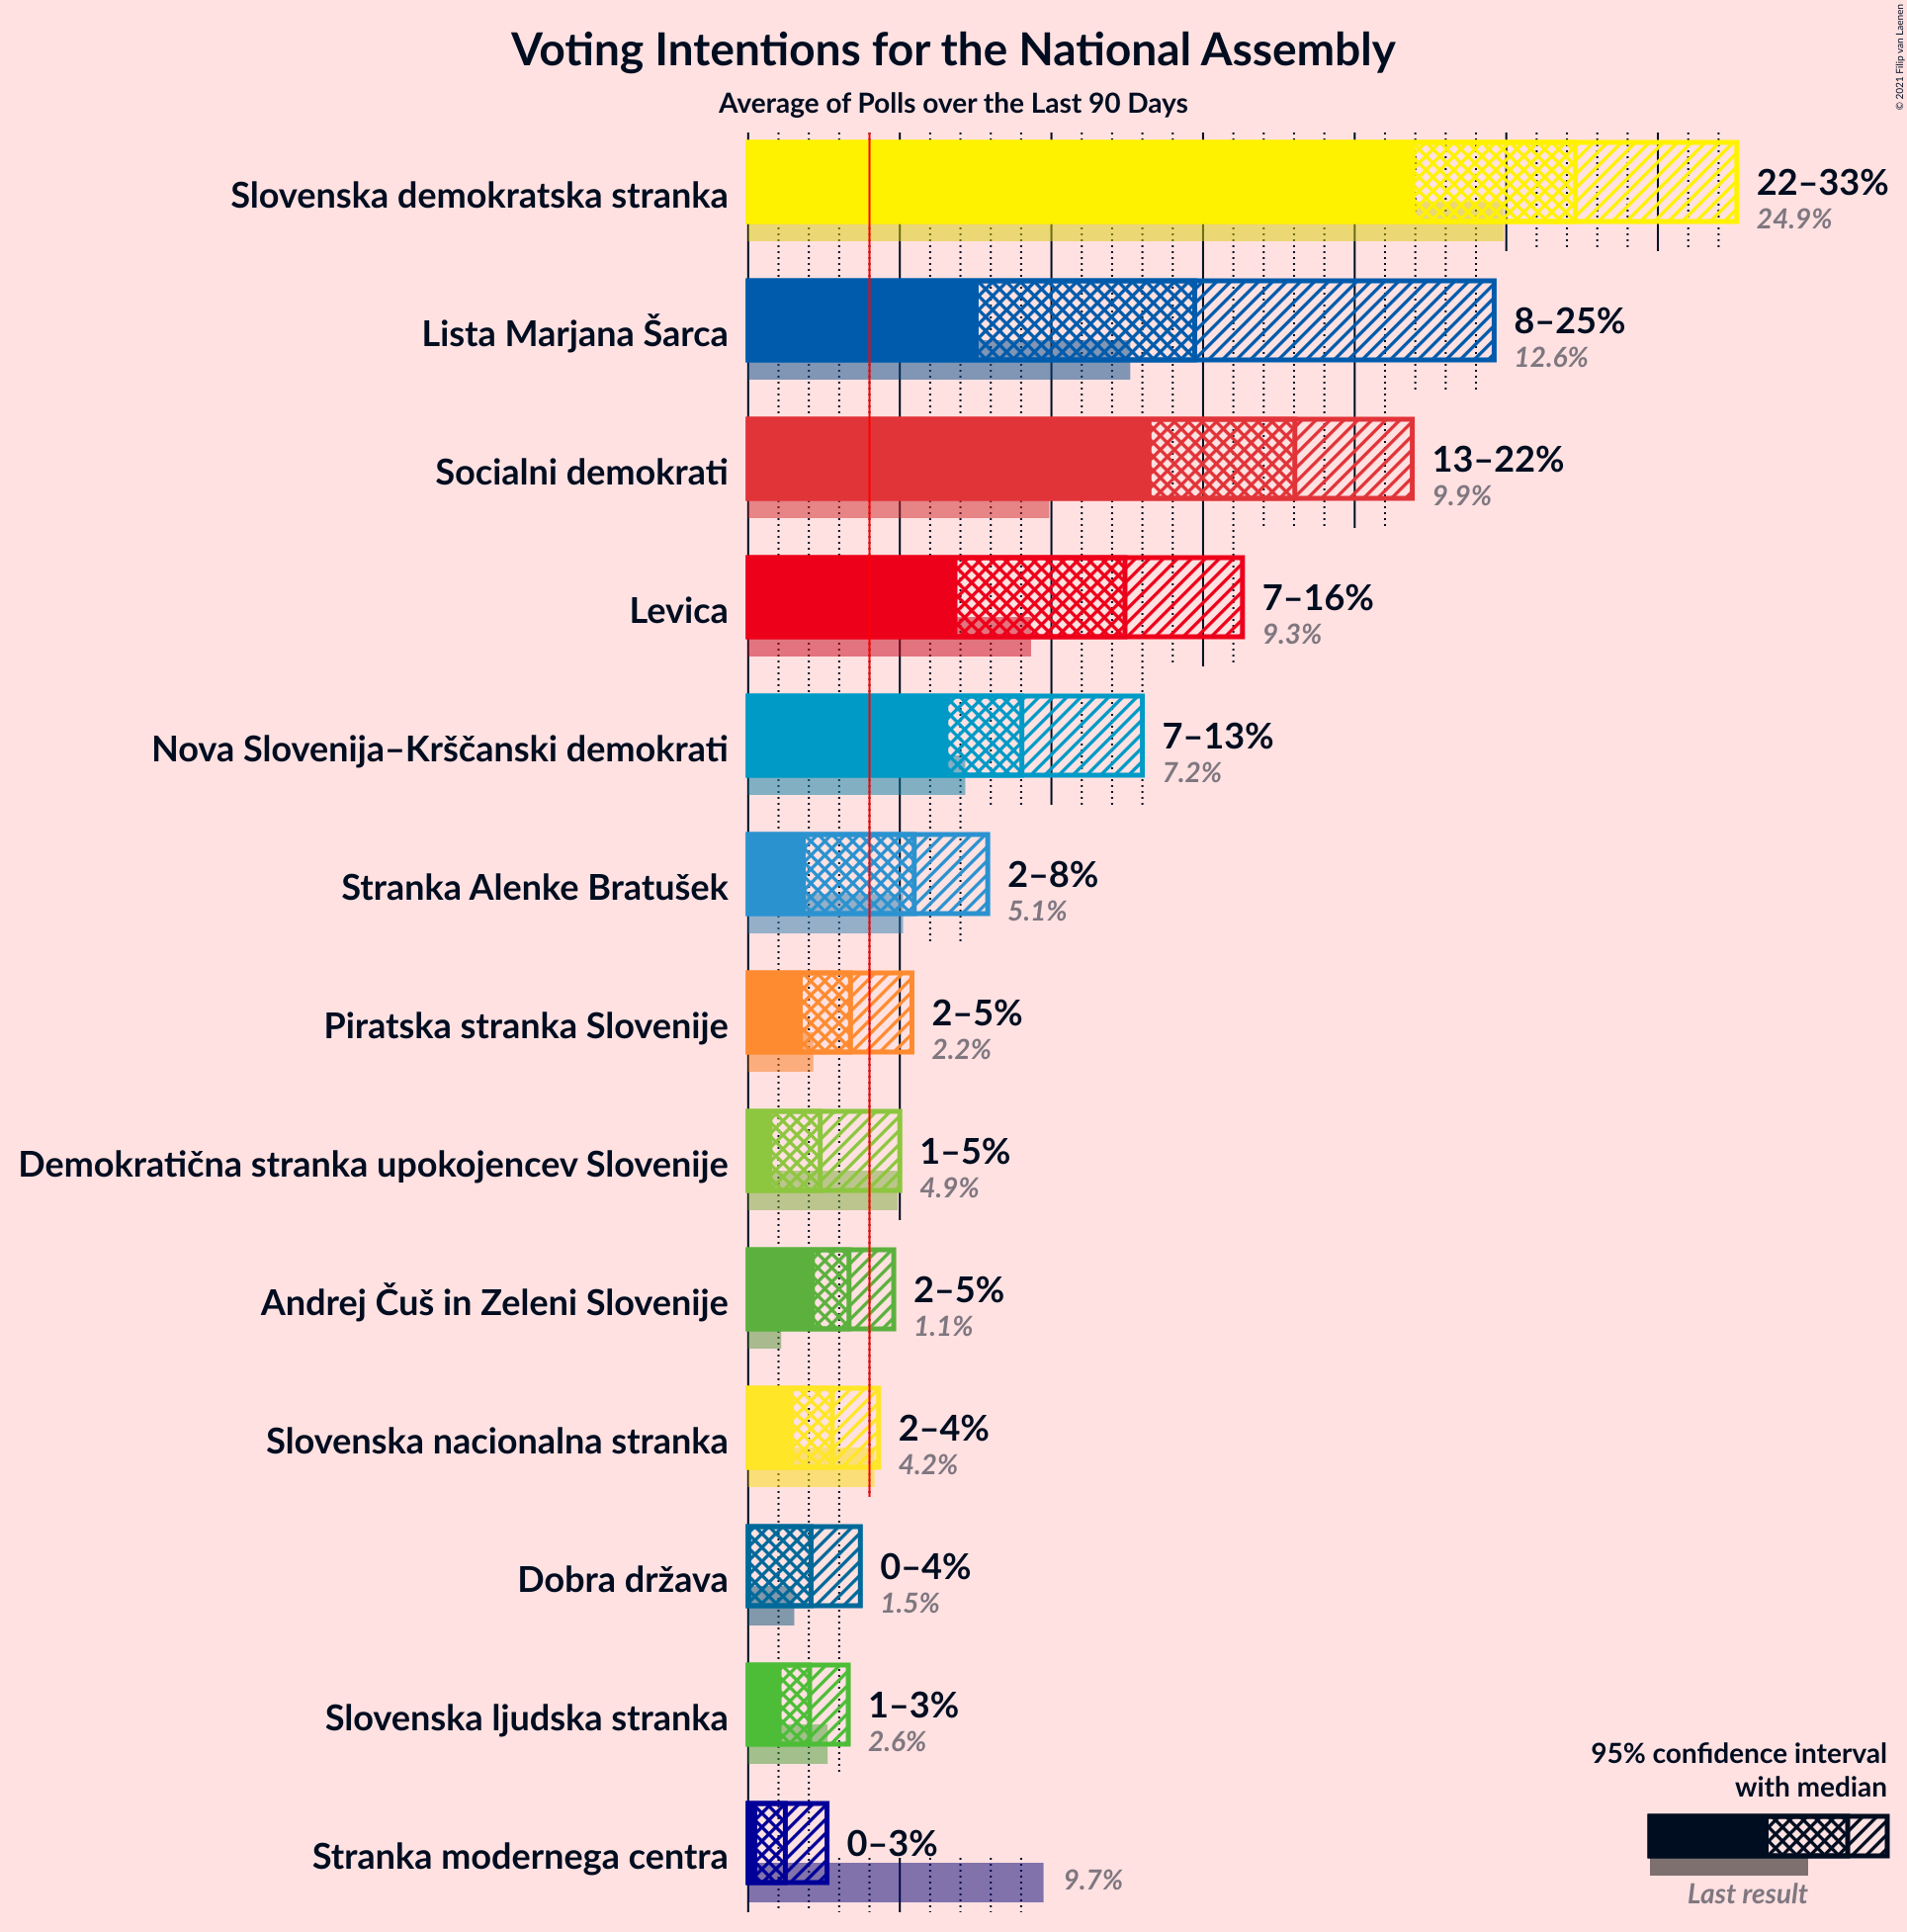 Voting Intentions for the National Assembly
Average of Polls over the Last 90 Days
© 2021 Filip van Laenen
Slovenska demokratska stranka
22–33%
24.9%
Lista Marjana Šarca
8–25%
12.6%
Socialni demokrati
13–22%
9.9%
Levica
7–16%
9.3%
Nova Slovenija–Krščanski demokrati
7–13%
7.2%
Stranka Alenke Bratušek
2–8%
5.1%
Piratska stranka Slovenije
2–5%
2.2%
Demokratična stranka upokojencev Slovenije
1–5%
4.9%
Andrej Čuš in Zeleni Slovenije
2–5%
1.1%
Slovenska nacionalna stranka
2–4%
4.2%
Dobra država
0–4%
1.5%
Slovenska ljudska stranka
1–3%
2.6%
Stranka modernega centra
0–3%
9.7%
95% confidence interval
with median
Last result